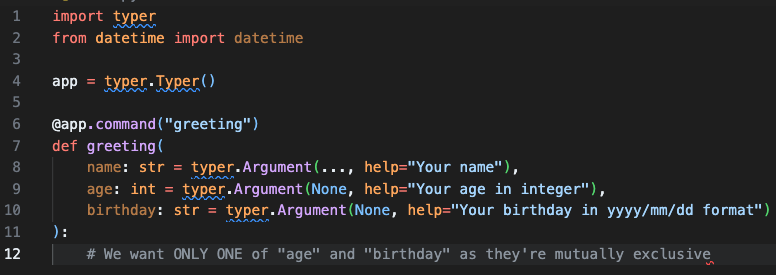 1 import typer
2 from datetime import datetime
3
4 app = typer.Typer()
5
6 @app.command("greeting")
7 def greeting(
8     name: str = typer.Argument(..., help="Your name"),
9     age: int = typer.Argument(None, help="Your age in integer"),
10     birthday: str = typer.Argument(None, help="Your birthday in yyyy/mm/dd format")
11 ):
12     # We want ONLY ONE of "age" and "birthday" as they're mutually exclusive